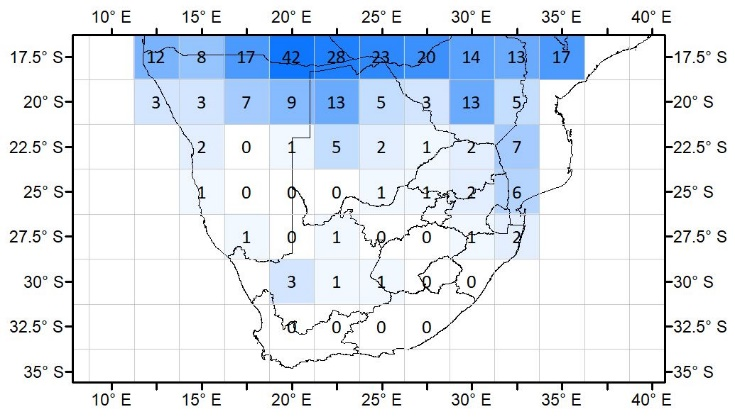 10° E 15° E 20° E 25° E 30° E 35° E 40° E
17.5° S 12 8 17 42 28 23 20 14 13 17 17.5° S
20° S 3 3 7 9 13 5 3 13 5 20° S
22.5° S 2 0 1 5 2 1 2 7 22.5° S
25° S 1 0 0 0 1 1 2 6 25° S
27.5° S 1 0 1 0 0 1 2 27.5° S
30° S 3 1 1 0 0 30° S
32.5° S 0 0 0 0 32.5° S
35° S 35° S
10° E 15° E 20° E 25° E 30° E 35° E 40° E